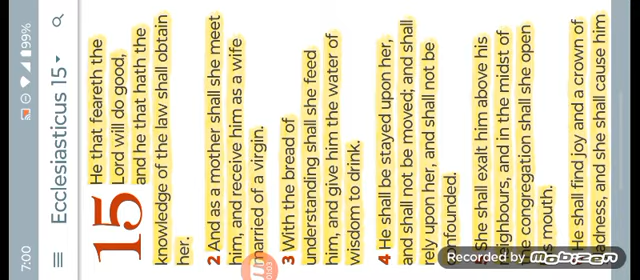 7:00
99%
Ecclesiasticus 15
15 He that feareth the
Lord will do good,
and he that hath the
knowledge of the law shall obtain
her.
2 And as a mother shall she meet
him, and receive him as a wife
married of a virgin.
3 With the bread of
understanding shall she feed
him, and give him the water of
wisdom to drink.
4 He shall be stayed upon her,
and shall not be moved; and shall
rely upon her, and shall not be
confounded.
She shall exalt him above his
neighbours, and in the midst of
the congregation shall she open
his mouth.
He shall find joy and a crown of
gladness, and she shall cause him
Recorded by Mobizen